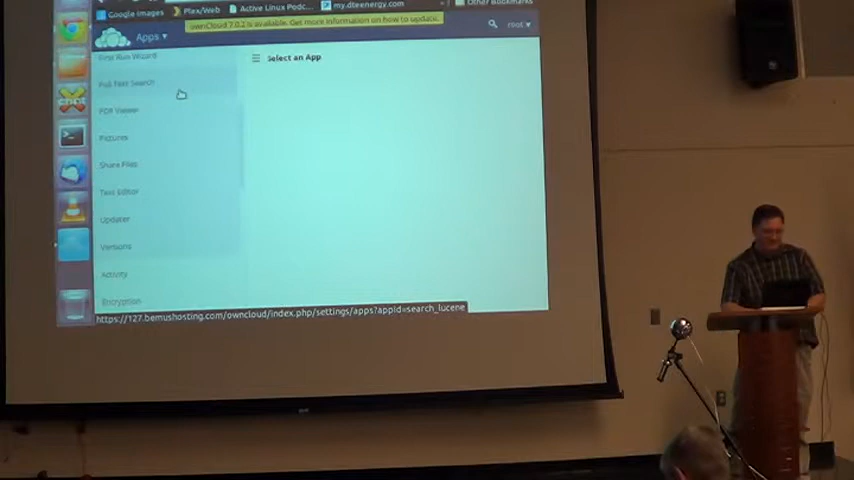 Google Images
Plex/Web
Active Linux Podc...
my.dteenergy.com
Other Bookmarks
ownCloud 7.0.2 is available. Get more information on how to update.
Apps
root
First Run Wizard
Select an App
Full Text Search
PDF Viewer
Pictures
Share Files
Text Editor
Updater
Versions
Activity
Encryption
https://127.bemushosting.com/owncloud/index.php/settings/apps?appid=search_lucene